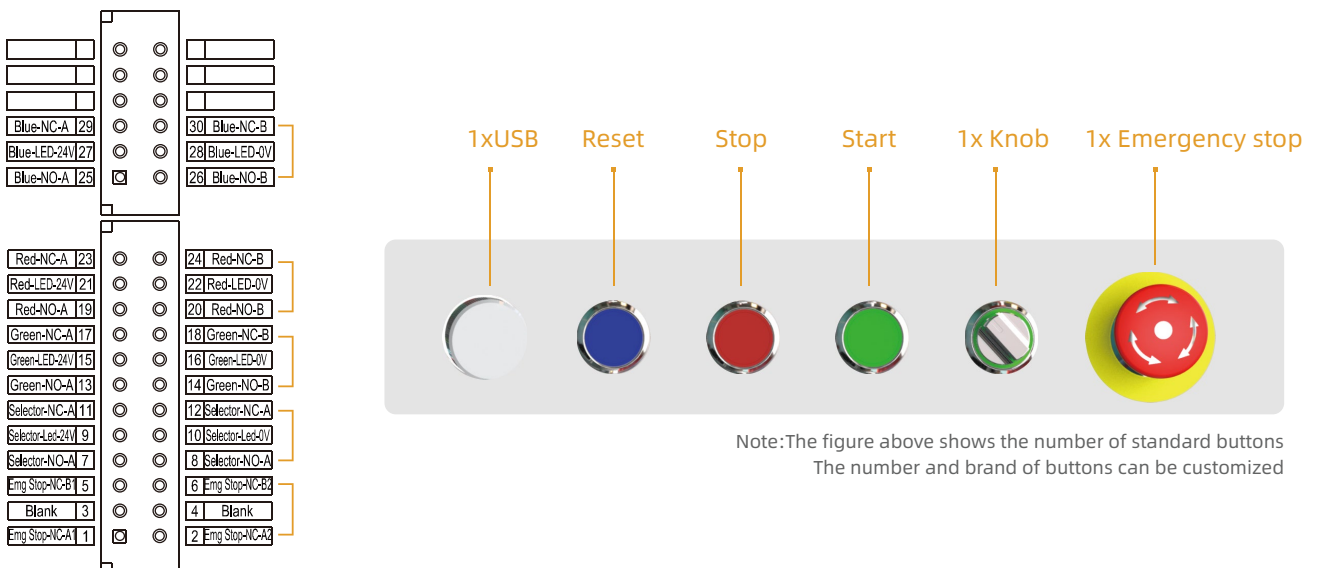 Blue-NC-A 29
30 Blue-NC-B
Blue-LED-24V 27
28 Blue-LED-0V
Blue-NO-A 25
26 Blue-NO-B
Red-NC-A 23
24 Red-NC-B
Red-LED-24V 21
22 Red-LED-0V
Red-NO-A 19
20 Red-NO-B
Green-NC-A 17
18 Green-NC-B
Green-LED-24V 15
16 Green-LED-0V
Green-NO-A 13
14 Green-NO-B
Selector-NC-A 11
12 Selector-NC-A
Selector-Led-24V 9
10 Selector-Led-0V
Selector-NO-A 7
8 Selector-NO-A
Emg Stop-NC-B1 5
6 Emg Stop-NC-B2
Blank 3
4 Blank
Emg Stop-NC-A1 1
2 Emg Stop-NC-A2
1xUSB
Reset
Stop
Start
1x Knob
1x Emergency stop
Note:The figure above shows the number of standard buttons
The number and brand of buttons can be customized